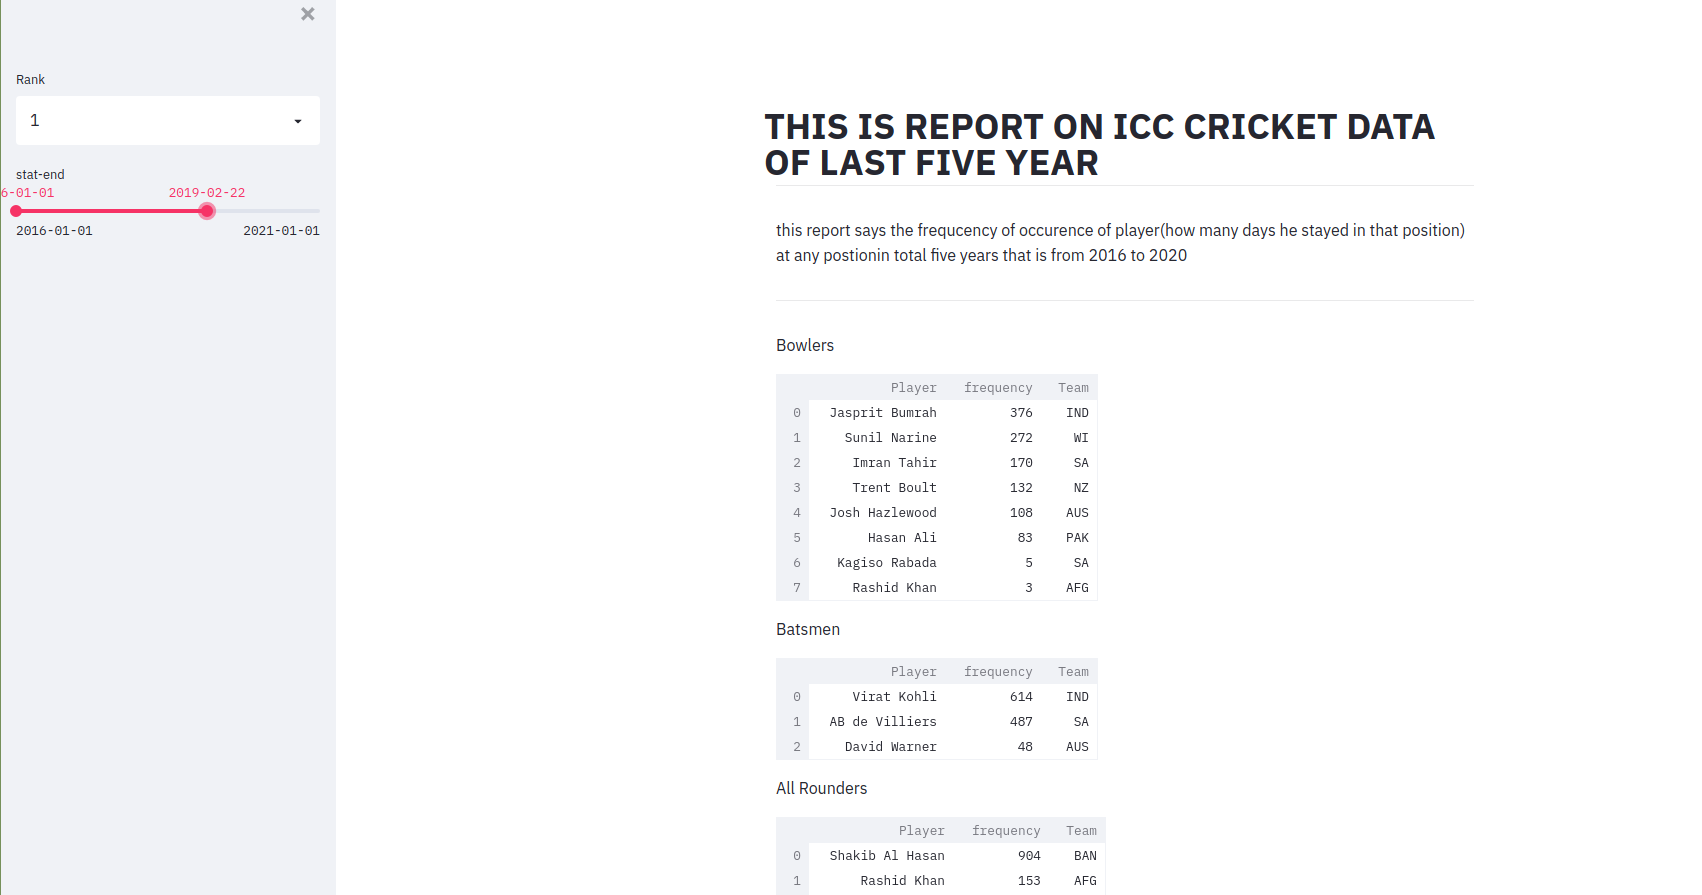 Rank
1
stat-end
6-01-01 2019-02-22
2016-01-01 2021-01-01
THIS IS REPORT ON ICC CRICKET DATA
OF LAST FIVE YEAR
this report says the frequcency of occurence of player(how many days he stayed in that position)
at any postionin total five years that is from 2016 to 2020
Bowlers
Player frequency Team
0 Jasprit Bumrah 376 IND
1 Sunil Narine 272 WI
2 Imran Tahir 170 SA
3 Trent Boult 132 NZ
4 Josh Hazlewood 108 AUS
5 Hasan Ali 83 PAK
6 Kagiso Rabada 5 SA
7 Rashid Khan 3 AFG
Batsmen
Player frequency Team
0 Virat Kohli 614 IND
1 AB de Villiers 487 SA
2 David Warner 48 AUS
All Rounders
Player frequency Team
0 Shakib Al Hasan 904 BAN
1 Rashid Khan 153 AFG